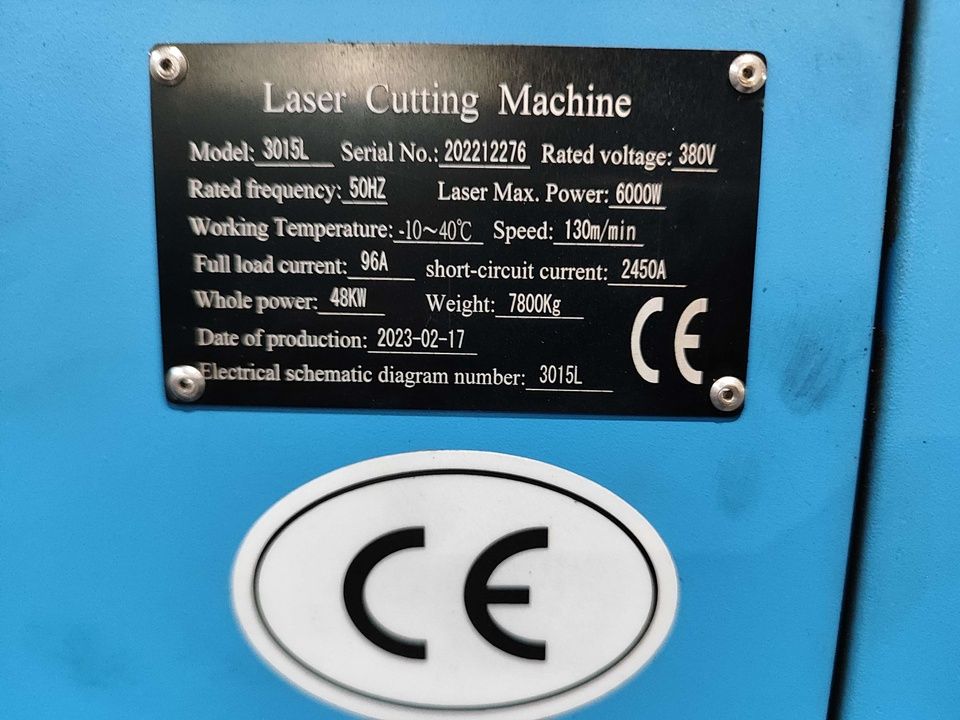 Laser Cutting Machine
Model: 3015L Serial No.: 202212276 Rated voltage: 380V
Rated frequency: 50HZ Laser Max. Power: 6000W
Working Temperature: -10～40℃ Speed: 130m/min
Full load current: 96A short-circuit current: 2450A
Whole power: 48KW Weight: 7800Kg
Date of production: 2023-02-17
Electrical schematic diagram number: 3015L
CE
CE